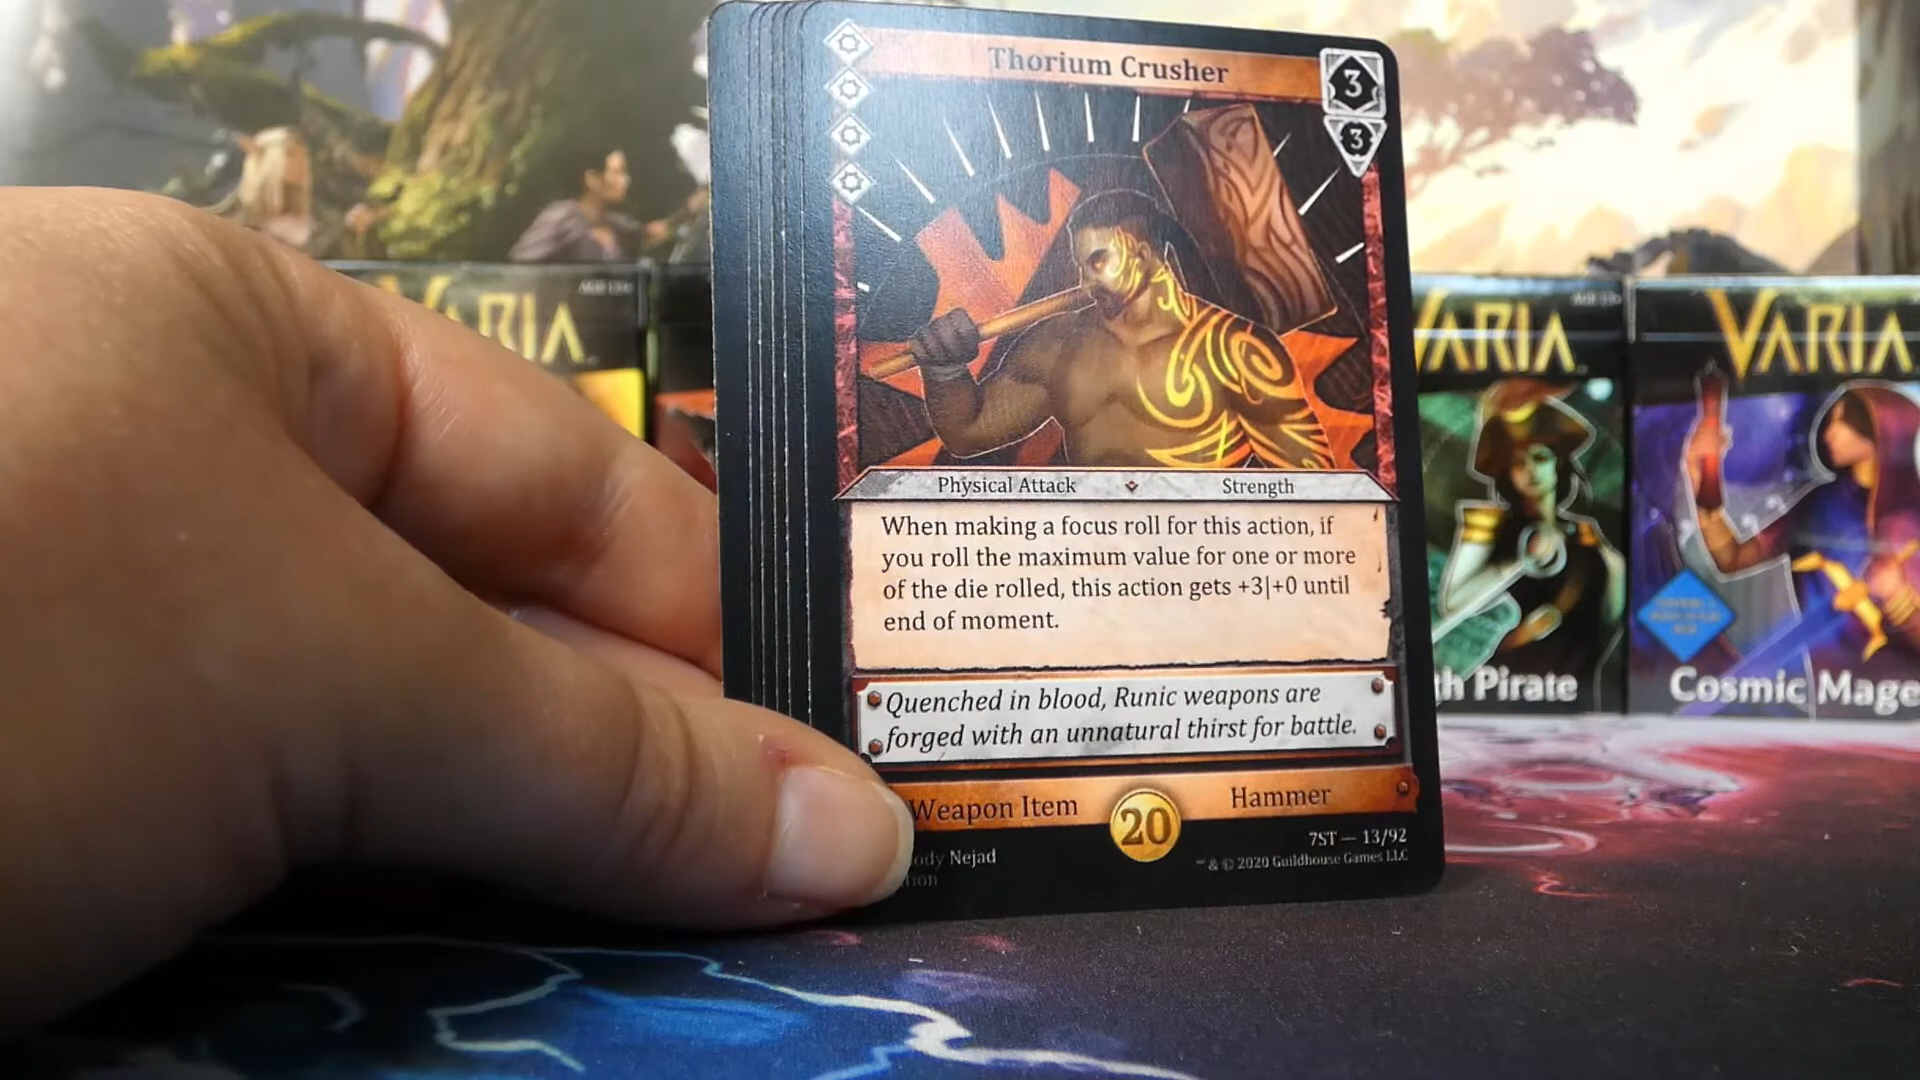 Thorium Crusher
3
3
Physical Attack Strength
When making a focus roll for this action, if
you roll the maximum value for one or more
of the die rolled, this action gets +3|+0 until
end of moment.
Quenched in blood, Runic weapons are
forged with an unnatural thirst for battle.
Weapon Item 20 Hammer
ody Nejad
7ST — 13/92
™ & © 2020 Guildhouse Games LLC
VARIA
VARIA
Pirate
VARIA
Cosmic Mage